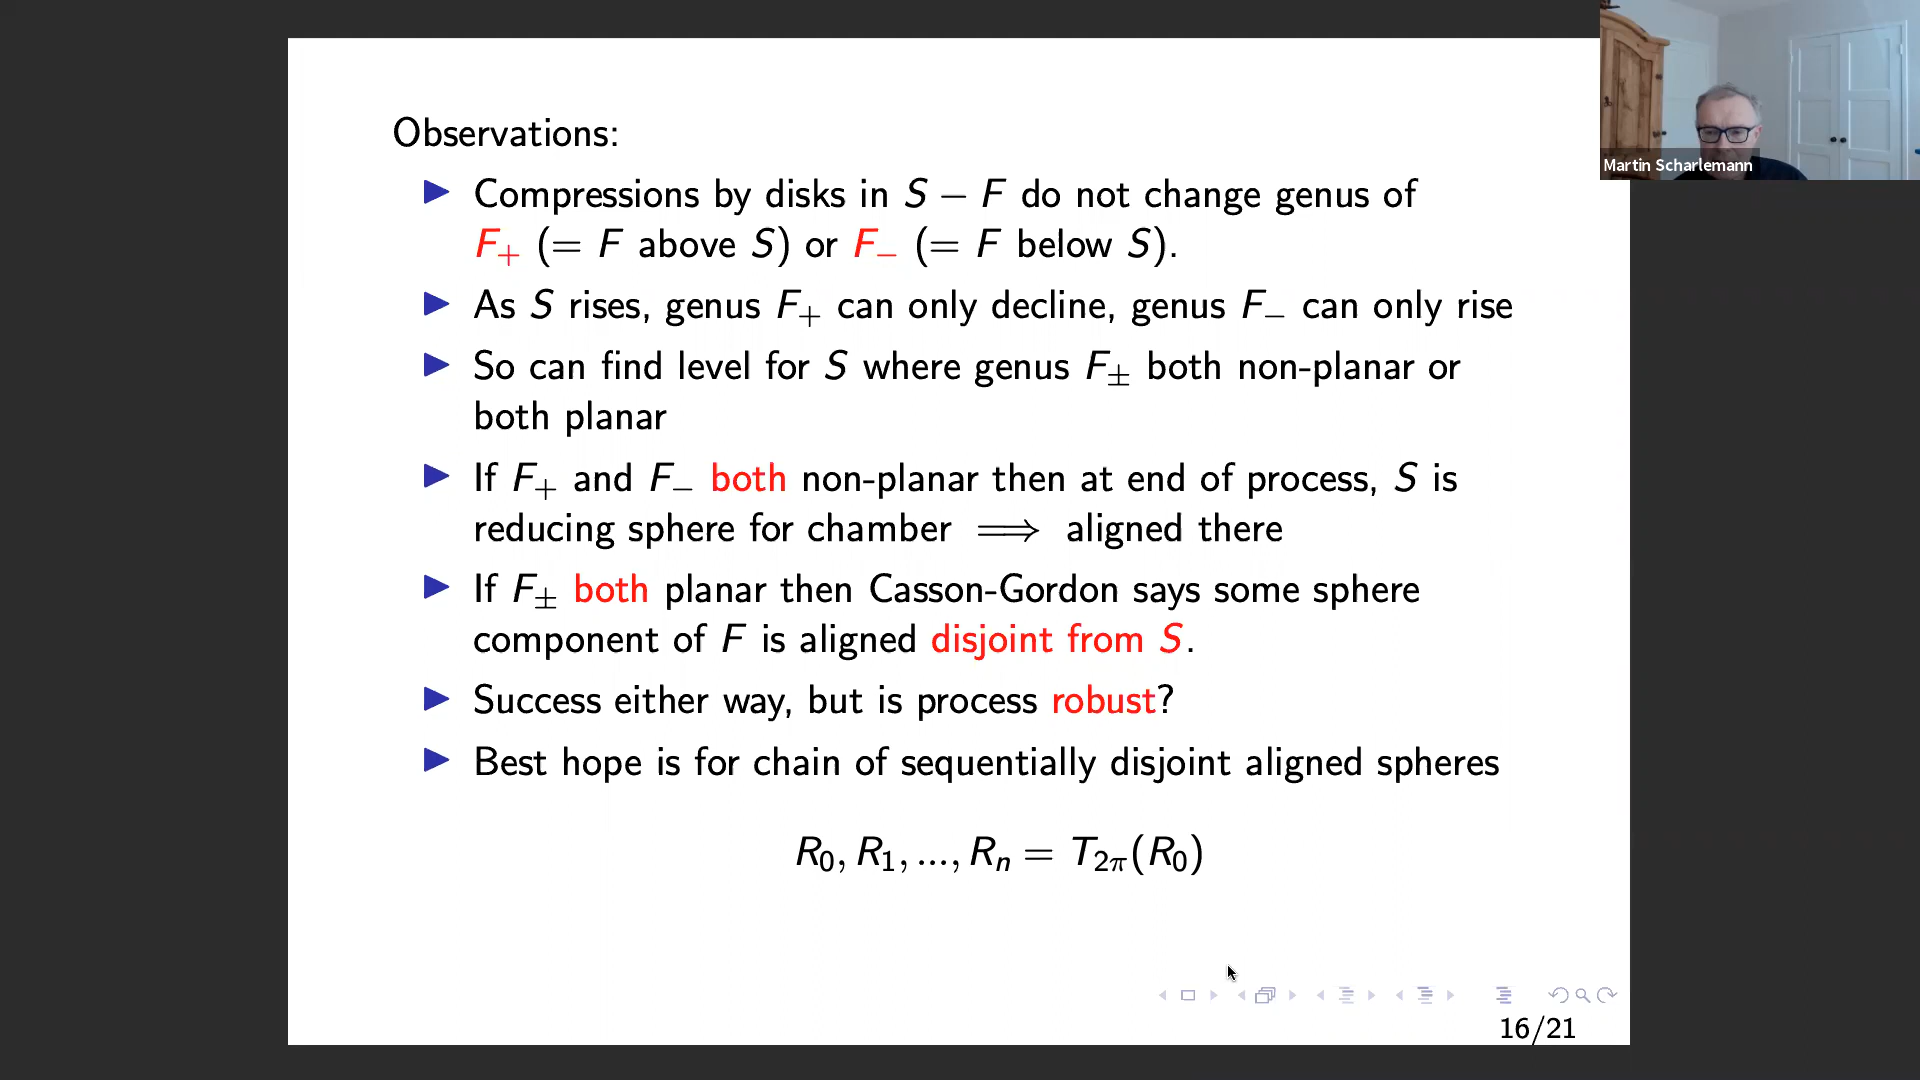 Observations:
Compressions by disks in S − F do not change genus of
F₊ (= F above S) or F₋ (= F below S).
As S rises, genus F₊ can only decline, genus F₋ can only rise
So can find level for S where genus F± both non-planar or
both planar
If F₊ and F₋ both non-planar then at end of process, S is
reducing sphere for chamber ⟹ aligned there
If F± both planar then Casson-Gordon says some sphere
component of F is aligned disjoint from S.
Success either way, but is process robust?
Best hope is for chain of sequentially disjoint aligned spheres
R₀, R₁, ..., Rₙ = T₂π(R₀)
16/21
Martin Scharlemann